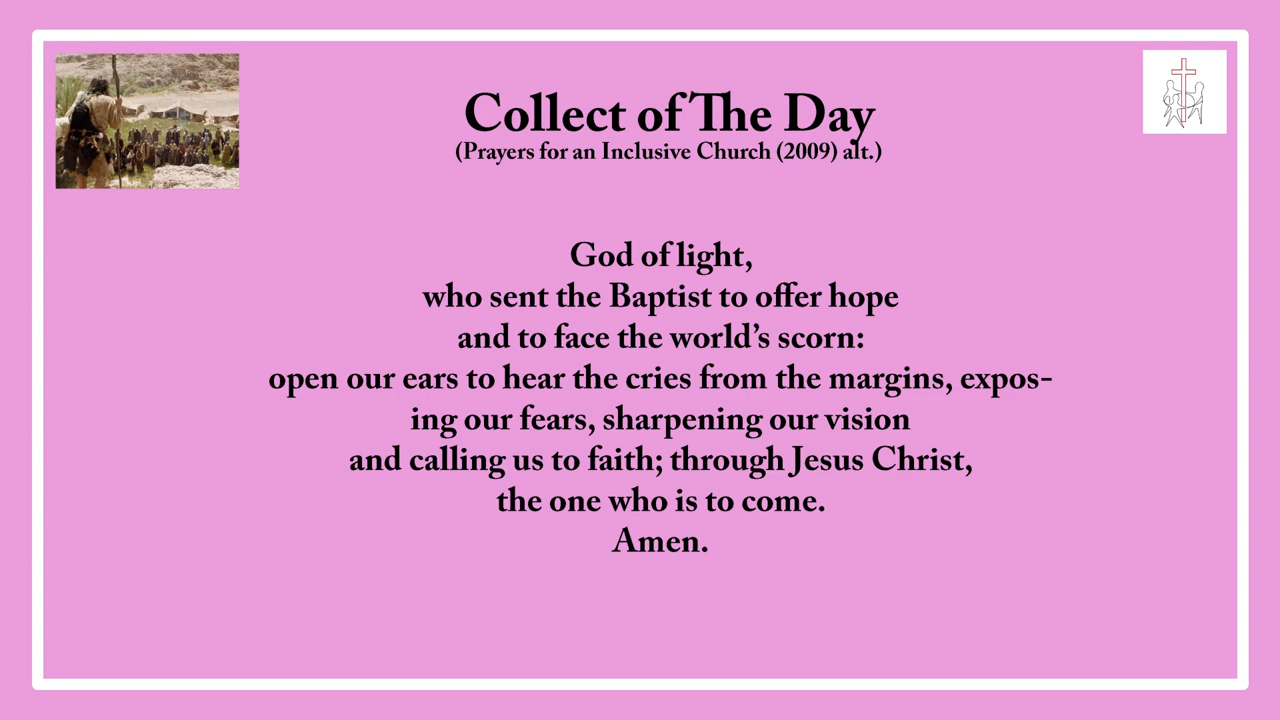 Collect of The Day
(Prayers for an Inclusive Church (2009) alt.)
God of light,
who sent the Baptist to offer hope
and to face the world’s scorn:
open our ears to hear the cries from the margins, expos-
ing our fears, sharpening our vision
and calling us to faith; through Jesus Christ,
the one who is to come.
Amen.